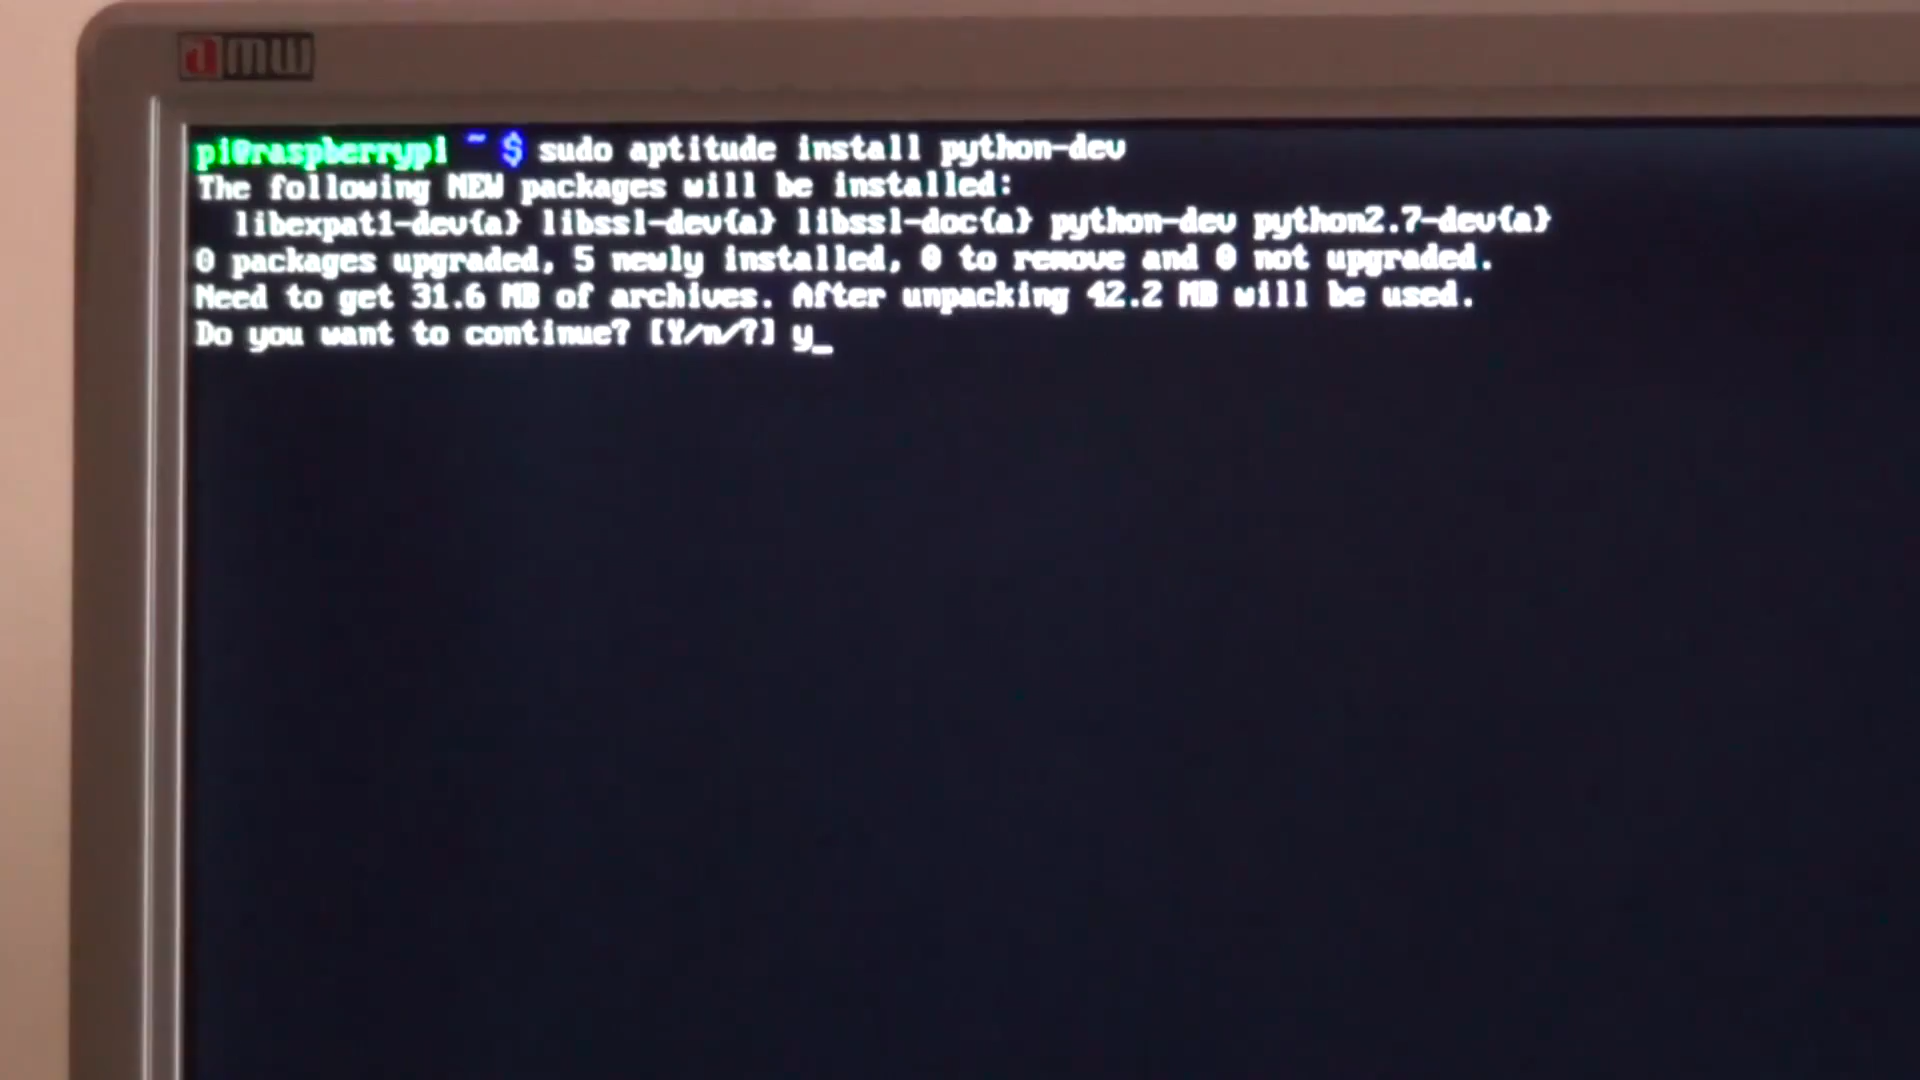 amw
pi@raspberrypi ~ $ sudo aptitude install python-dev
The following NEW packages will be installed:
  libexpat1-dev{a} libssl-dev{a} libssl-doc{a} python-dev python2.7-dev{a}
0 packages upgraded, 5 newly installed, 0 to remove and 0 not upgraded.
Need to get 31.6 MB of archives. After unpacking 42.2 MB will be used.
Do you want to continue? [Y/n/?] y_